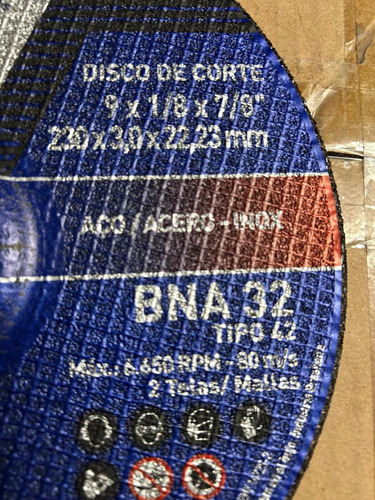 DISCO DE CORTE
9 x 1/8 x 7/8"
230 x 3,0 x 22,23 mm
AÇO / ACERO - INOX
BNA 32
TIPO 42
Máx.: 6.650 RPM - 80 m/s
2 Telas/ Mallas